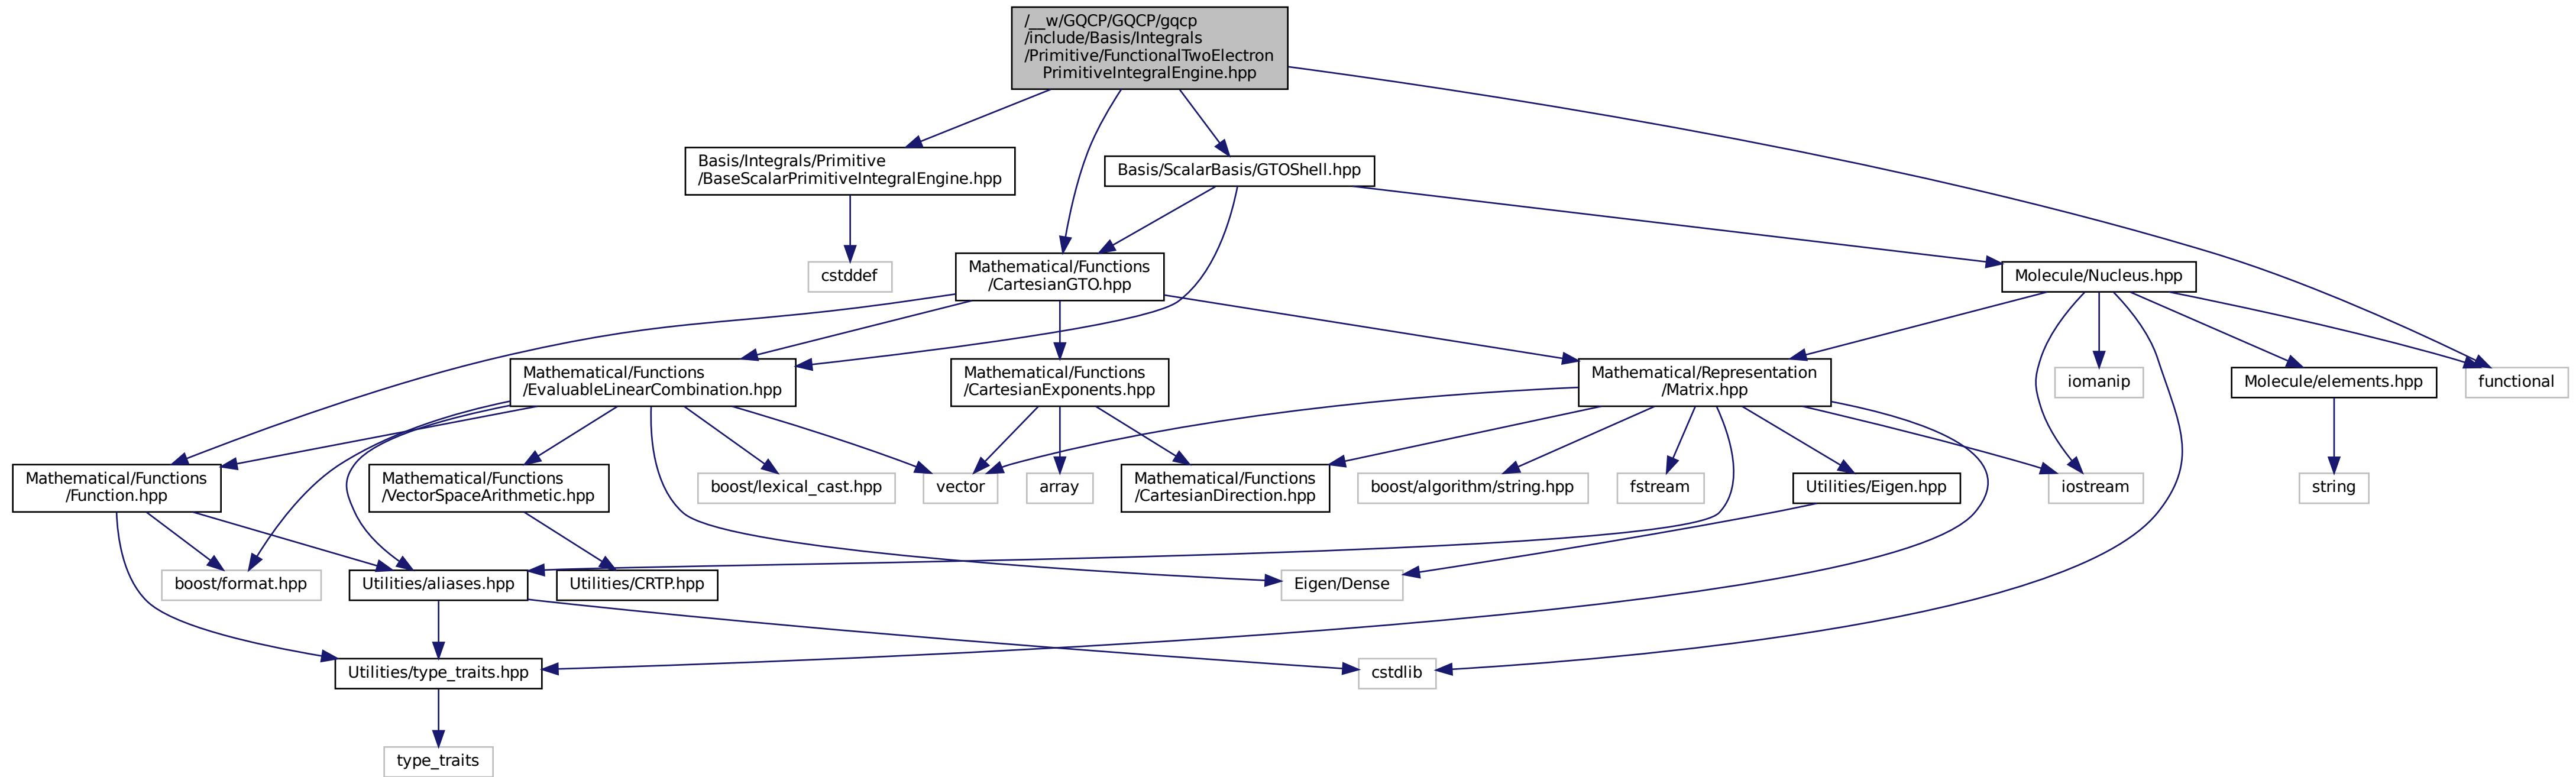 /__w/GQCP/GQCP/gqcp
/include/Basis/Integrals
/Primitive/FunctionalTwoElectron
PrimitiveIntegralEngine.hpp
Basis/Integrals/Primitive
/BaseScalarPrimitiveIntegralEngine.hpp
Basis/ScalarBasis/GTOShell.hpp
cstddef
Mathematical/Functions
/CartesianGTO.hpp
Molecule/Nucleus.hpp
Mathematical/Functions
/EvaluableLinearCombination.hpp
Mathematical/Functions
/CartesianExponents.hpp
Mathematical/Representation
/Matrix.hpp
iomanip
Molecule/elements.hpp
functional
Mathematical/Functions
/Function.hpp
Mathematical/Functions
/VectorSpaceArithmetic.hpp
boost/lexical_cast.hpp
vector
array
Mathematical/Functions
/CartesianDirection.hpp
boost/algorithm/string.hpp
fstream
Utilities/Eigen.hpp
iostream
string
boost/format.hpp
Utilities/aliases.hpp
Utilities/CRTP.hpp
Eigen/Dense
Utilities/type_traits.hpp
cstdlib
type_traits